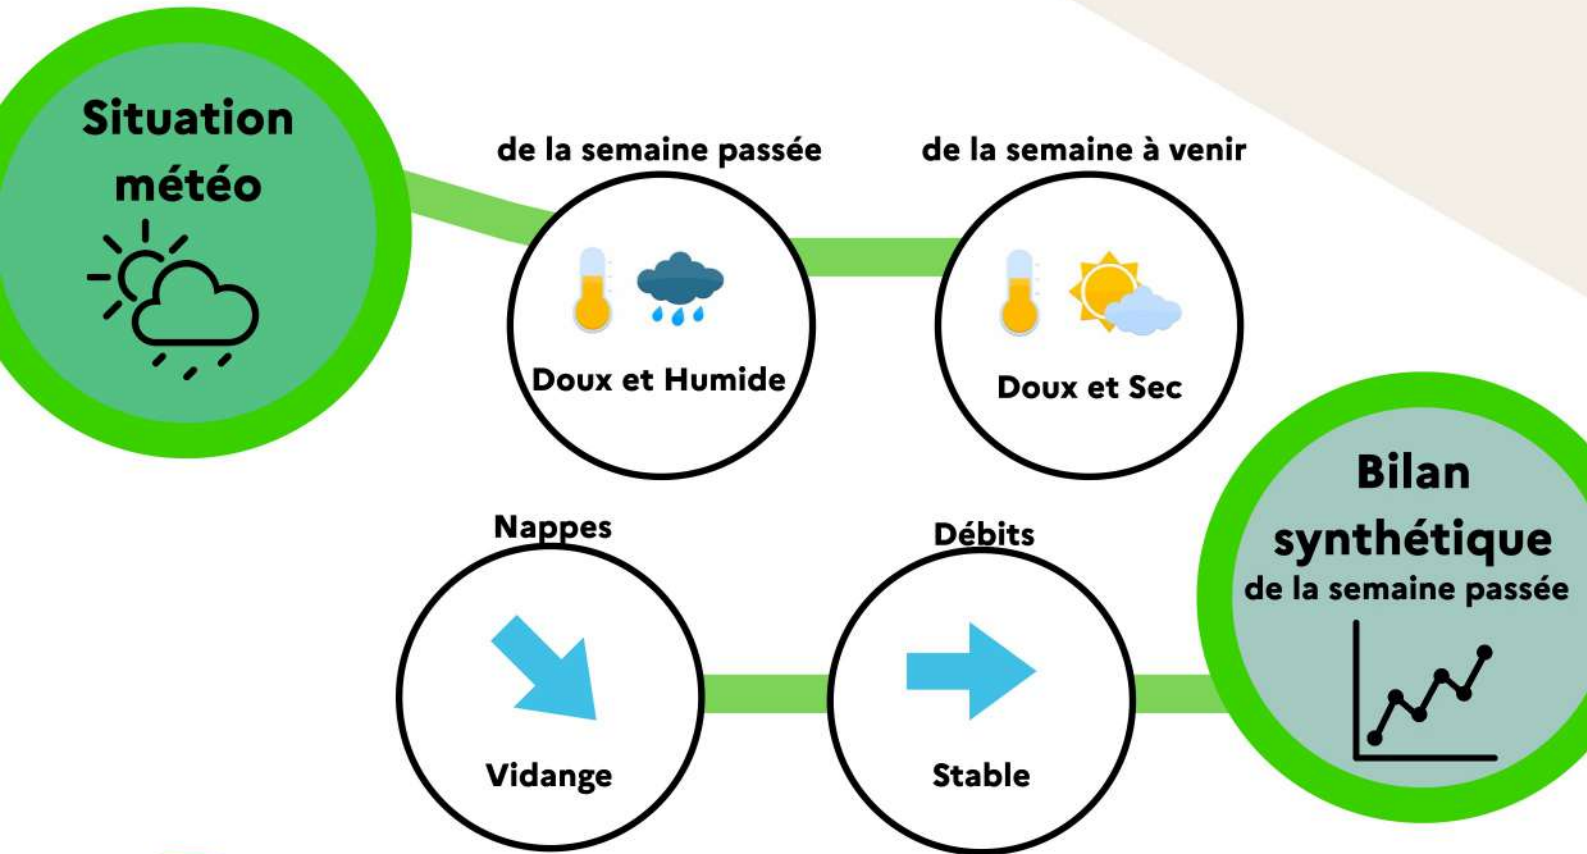 Situation
météo
de la semaine passée
de la semaine à venir
Doux et Humide
Doux et Sec
Bilan
synthétique
de la semaine passée
Nappes
Débits
Vidange
Stable